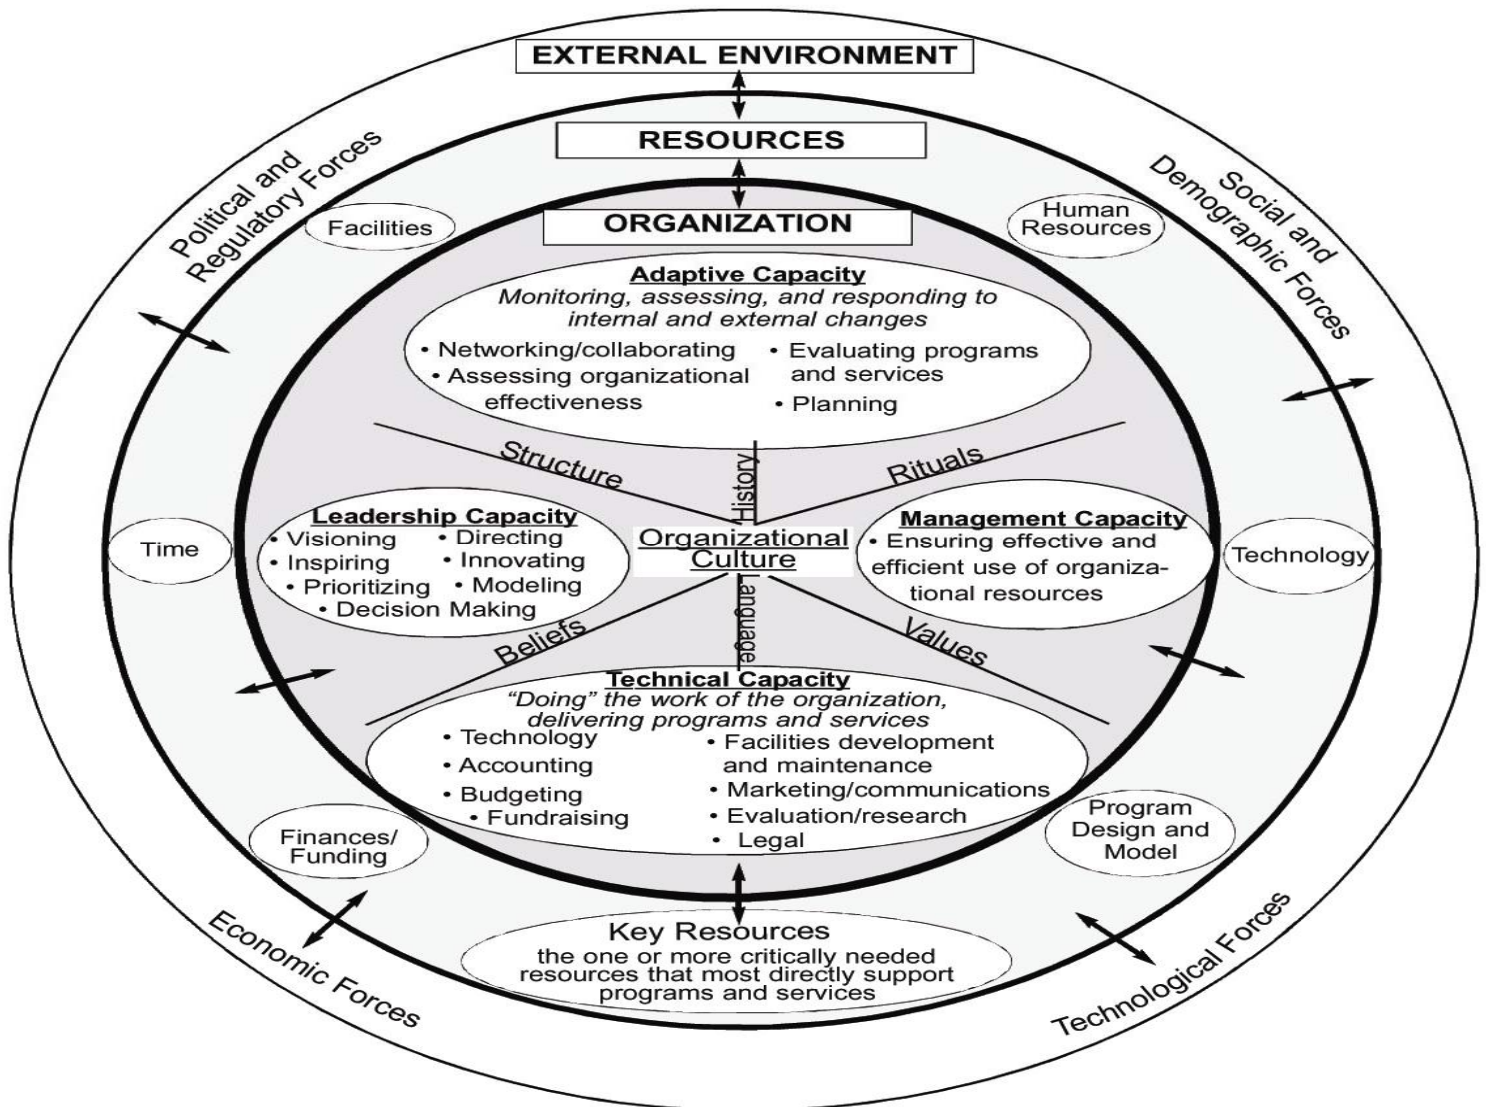 EXTERNAL ENVIRONMENT
RESOURCES
ORGANIZATION
Political and
Regulatory Forces
Social and
Demographic Forces
Facilities
Human
Resources
Adaptive Capacity
Monitoring, assessing, and responding to
internal and external changes
• Networking/collaborating
• Assessing organizational
effectiveness
• Evaluating programs
and services
• Planning
Structure
History
Rituals
Time
Leadership Capacity
• Visioning
• Directing
• Inspiring
• Innovating
• Prioritizing
• Modeling
• Decision Making
Organizational
Culture
Management Capacity
• Ensuring effective and
efficient use of organiza-
tional resources
Technology
Beliefs
Language
Values
Technical Capacity
“Doing” the work of the organization,
delivering programs and services
• Technology
• Accounting
• Budgeting
• Fundraising
• Facilities development
and maintenance
• Marketing/communications
• Evaluation/research
• Legal
Finances/
Funding
Program
Design and
Model
Key Resources
the one or more critically needed
resources that most directly support
programs and services
Economic Forces
Technological Forces